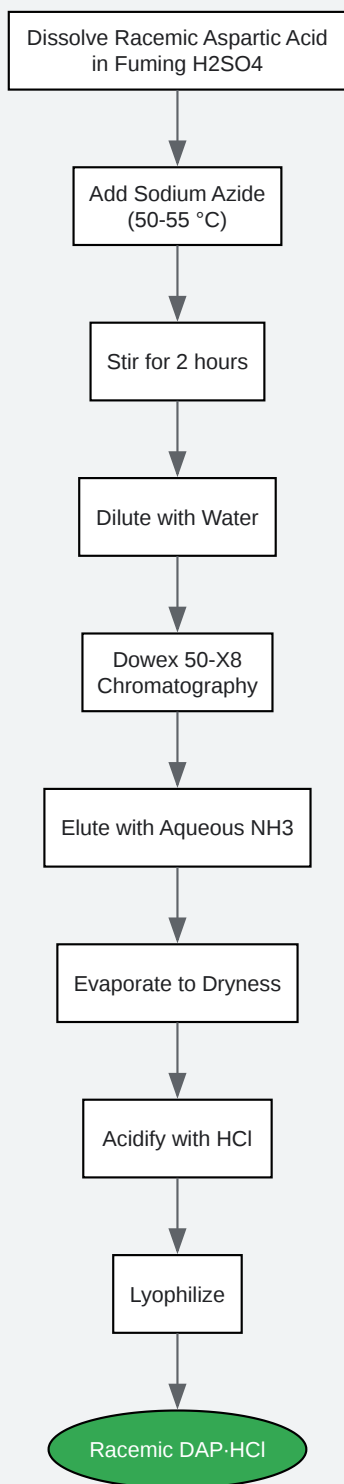 Dissolve Racemic Aspartic Acid
in Fuming H2SO4
Add Sodium Azide
(50-55 °C)
Stir for 2 hours
Dilute with Water
Dowex 50-X8
Chromatography
Elute with Aqueous NH3
Evaporate to Dryness
Acidify with HCl
Lyophilize
Racemic DAP·HCl